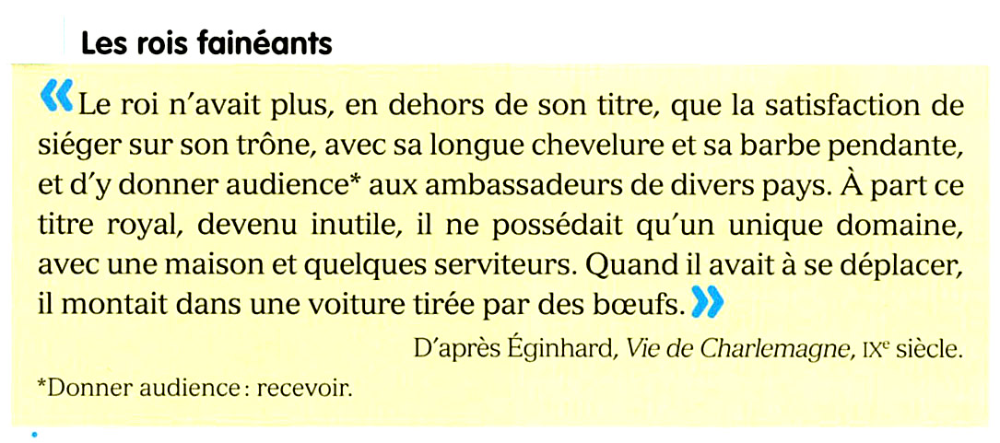 Les rois fainéants
« Le roi n'avait plus, en dehors de son titre, que la satisfaction de
siéger sur son trône, avec sa longue chevelure et sa barbe pendante,
et d'y donner audience* aux ambassadeurs de divers pays. À part ce
titre royal, devenu inutile, il ne possédait qu'un unique domaine,
avec une maison et quelques serviteurs. Quand il avait à se déplacer,
il montait dans une voiture tirée par des bœufs. »
D'après Éginhard, Vie de Charlemagne, IXe siècle.
*Donner audience : recevoir.